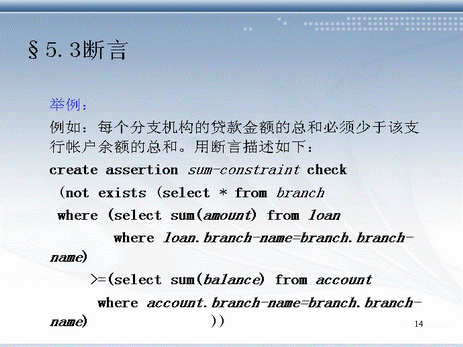 §5.3断言
举例：
例如：每个分支机构的贷款金额的总和必须少于该支
行帐户余额的总和。用断言描述如下：
create assertion sum-constraint check
(not exists (select * from branch
where (select sum(amount) from loan
where loan.branch-name=branch.branch-
name)
>=(select sum(balance) from account
where account.branch-name=branch.branch-
name) ))
14